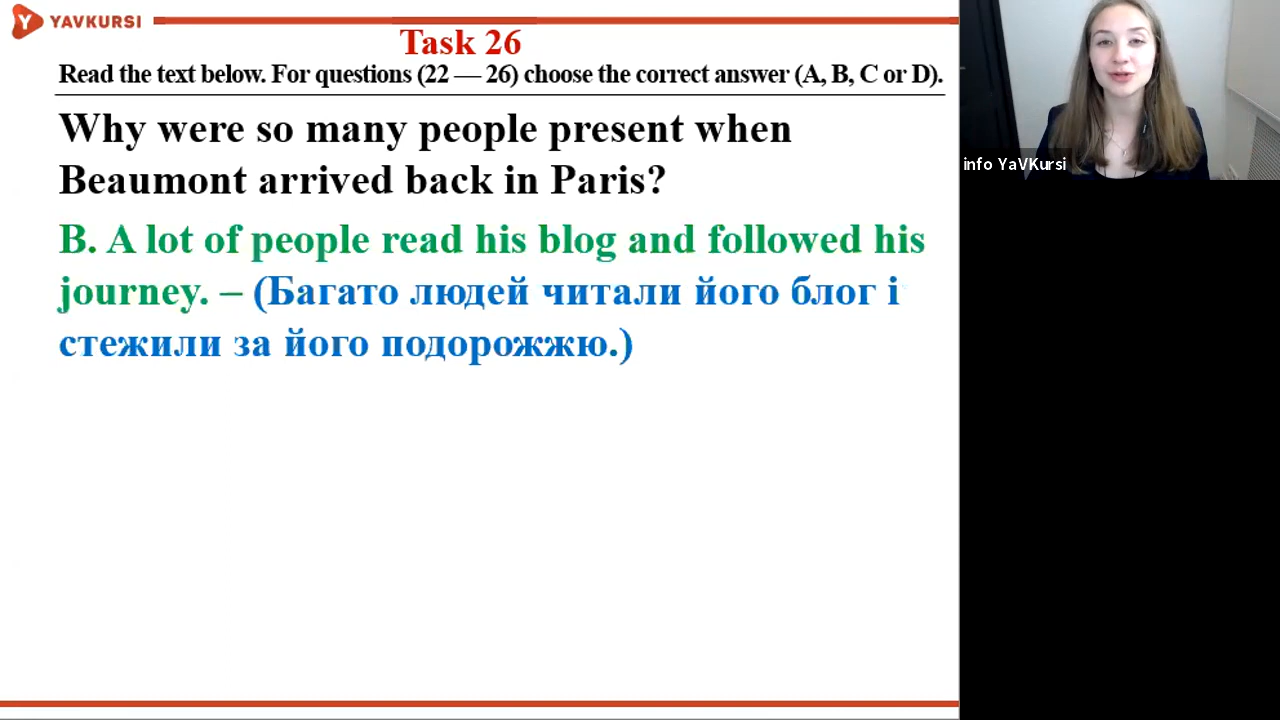 YAVKURSI
Task 26
Read the text below. For questions (22 — 26) choose the correct answer (A, B, C or D).
Why were so many people present when
Beaumont arrived back in Paris?
B. A lot of people read his blog and followed his
journey. – (Багато людей читали його блог і
стежили за його подорожжю.)
info YaVKursi